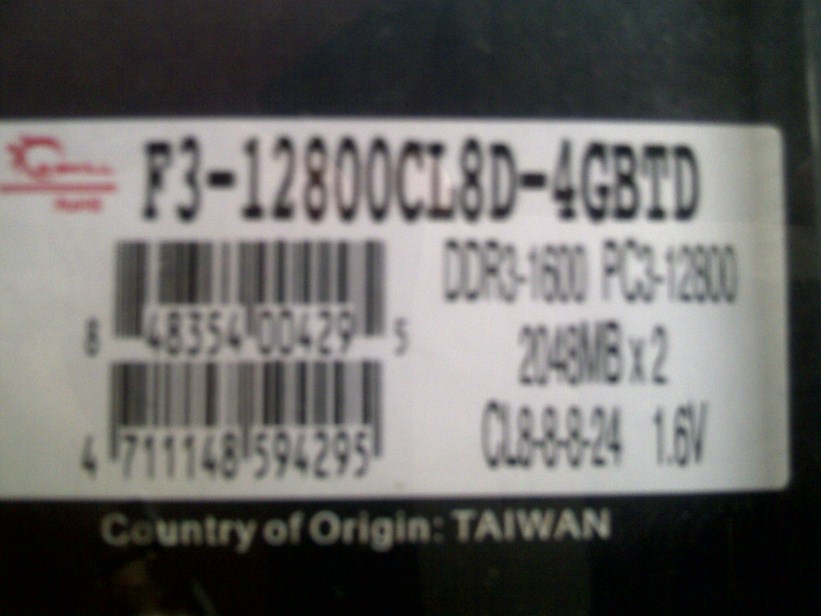 F3-12800CL8D-4GBTD
DDR3-1600 PC3-12800
8 48354 00429 5
2048MB x 2
4 711148 594295
CL8-8-8-24 1.6V
Country of Origin: TAIWAN